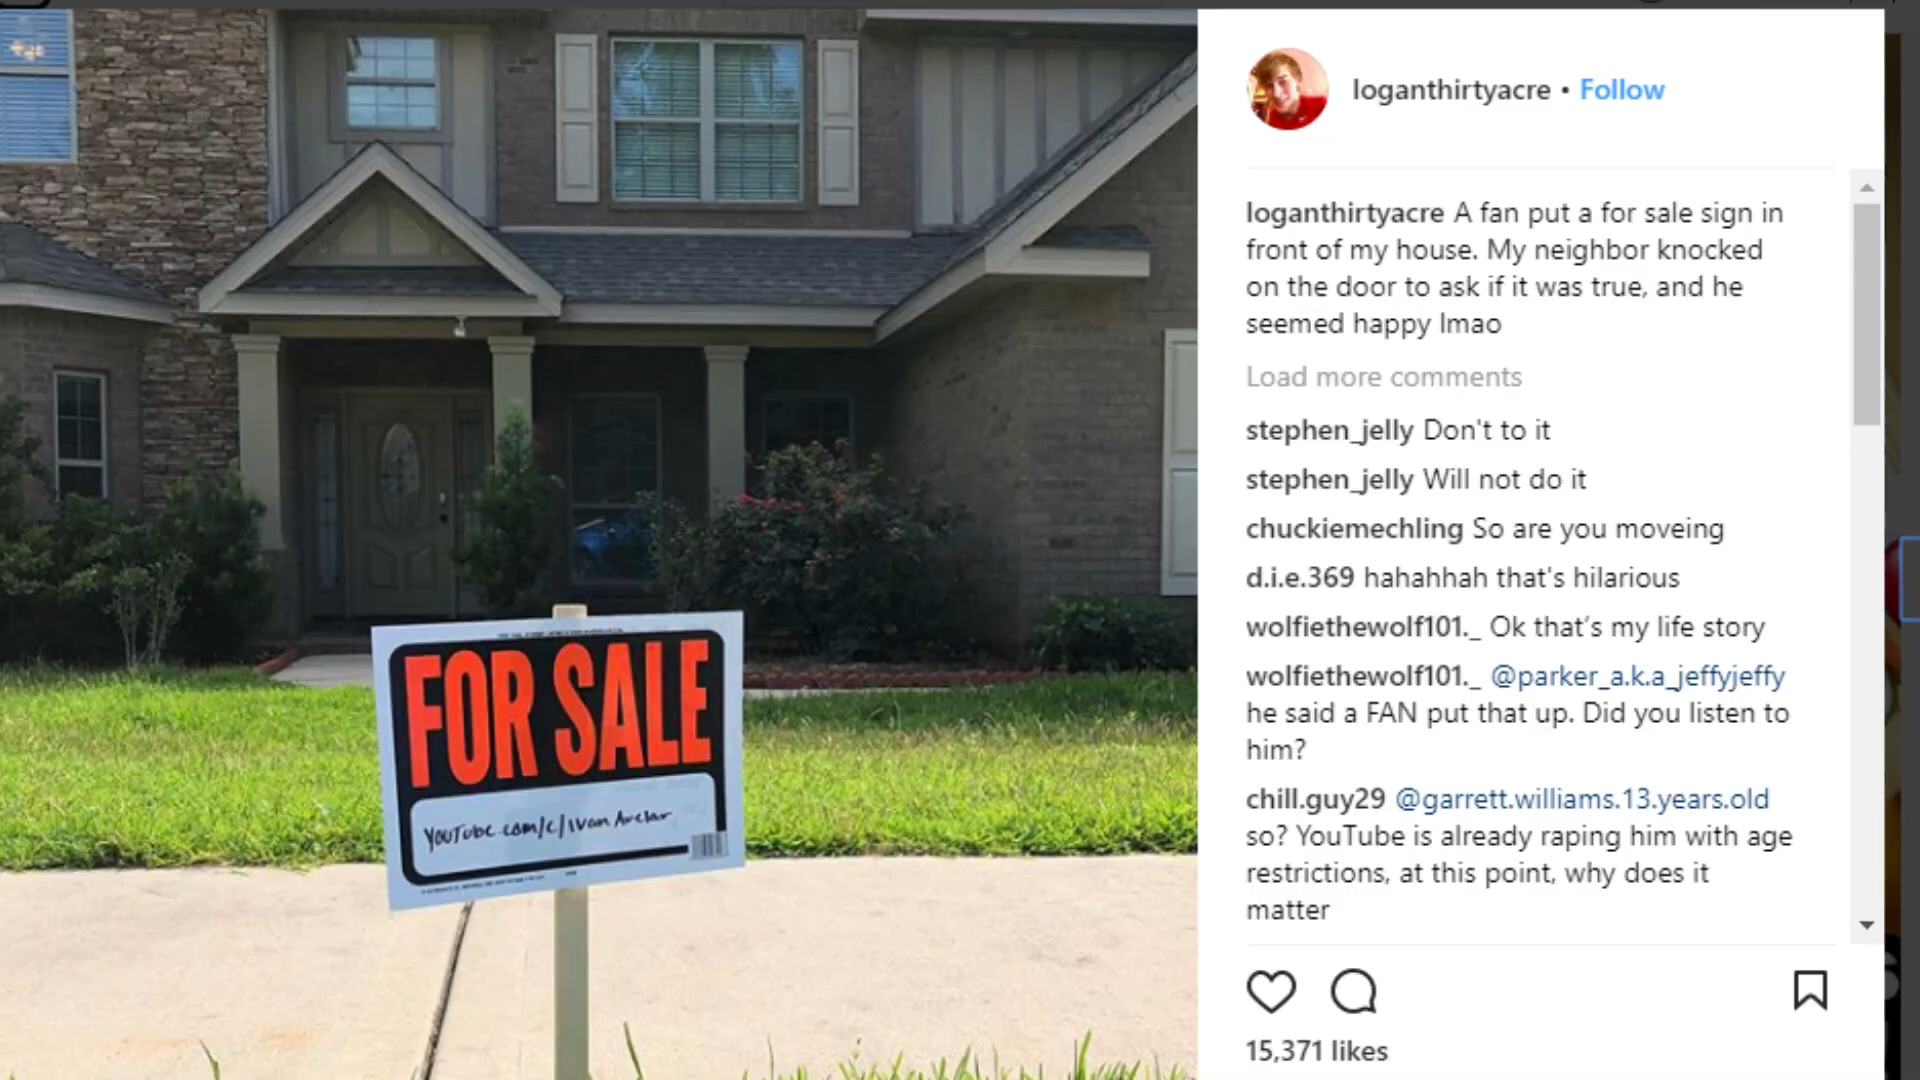 loganthirtyacre • Follow
loganthirtyacre A fan put a for sale sign in
front of my house. My neighbor knocked
on the door to ask if it was true, and he
seemed happy lmao
Load more comments
stephen_jelly Don't to it
stephen_jelly Will not do it
chuckiemechling So are you moveing
d.i.e.369 hahahhah that's hilarious
wolfiethewolf101._ Ok that’s my life story
wolfiethewolf101._ @parker_a.k.a_jeffyjeffy
he said a FAN put that up. Did you listen to
him?
chill.guy29 @garrett.williams.13.years.old
so? YouTube is already raping him with age
restrictions, at this point, why does it
matter
15,371 likes
FOR SALE
YouTube.com/c/Ivan Avelar